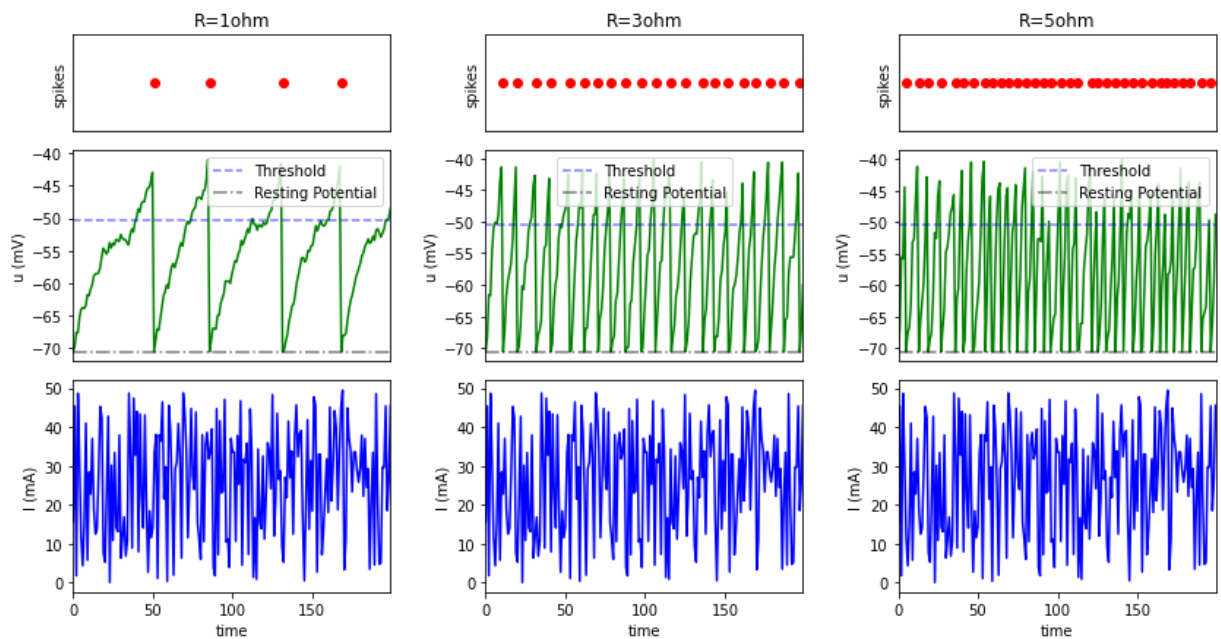 R=1ohm
R=3ohm
R=5ohm
spikes
spikes
spikes
−40
−45
−50
−55
−60
−65
−70
u (mV)
Threshold
Resting Potential
−40
−45
−50
−55
−60
−65
−70
u (mV)
Threshold
Resting Potential
−40
−45
−50
−55
−60
−65
−70
u (mV)
Threshold
Resting Potential
50
40
30
20
10
0
I (mA)
0 50 100 150
time
50
40
30
20
10
0
I (mA)
0 50 100 150
time
50
40
30
20
10
0
I (mA)
0 50 100 150
time